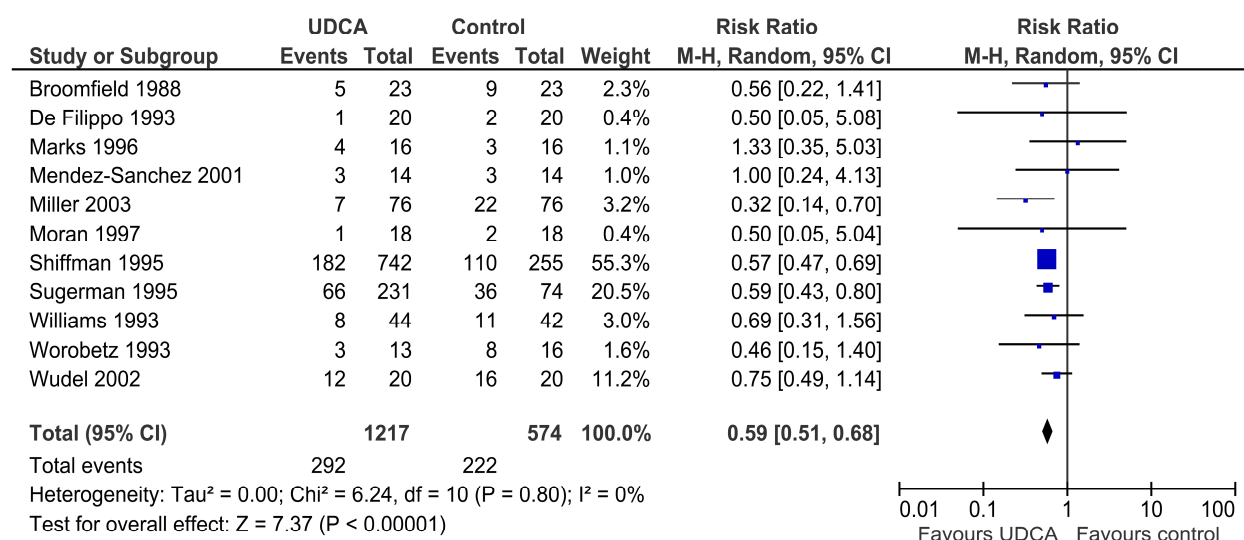 UDCA Control Risk Ratio Risk Ratio
Study or Subgroup Events Total Events Total Weight M-H, Random, 95% CI M-H, Random, 95% CI
Broomfield 1988 5 23 9 23 2.3% 0.56 [0.22, 1.41]
De Filippo 1993 1 20 2 20 0.4% 0.50 [0.05, 5.08]
Marks 1996 4 16 3 16 1.1% 1.33 [0.35, 5.03]
Mendez-Sanchez 2001 3 14 3 14 1.0% 1.00 [0.24, 4.13]
Miller 2003 7 76 22 76 3.2% 0.32 [0.14, 0.70]
Moran 1997 1 18 2 18 0.4% 0.50 [0.05, 5.04]
Shiffman 1995 182 742 110 255 55.3% 0.57 [0.47, 0.69]
Sugerman 1995 66 231 36 74 20.5% 0.59 [0.43, 0.80]
Williams 1993 8 44 11 42 3.0% 0.69 [0.31, 1.56]
Worobetz 1993 3 13 8 16 1.6% 0.46 [0.15, 1.40]
Wudel 2002 12 20 16 20 11.2% 0.75 [0.49, 1.14]
Total (95% CI) 1217 574 100.0% 0.59 [0.51, 0.68]
Total events 292 222
Heterogeneity: Tau² = 0.00; Chi² = 6.24, df = 10 (P = 0.80); I² = 0%
Test for overall effect: Z = 7.37 (P < 0.00001)
0.01 0.1 1 10 100
Favours UDCA Favours control